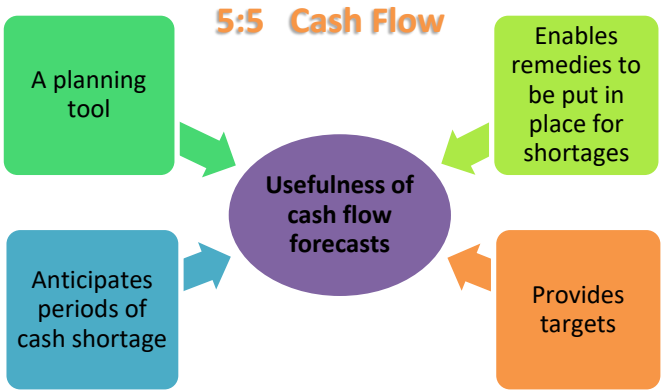 5:5 Cash Flow
A planning
tool
Enables
remedies to
be put in
place for
shortages
Usefulness of
cash flow
forecasts
Anticipates
periods of
cash shortage
Provides
targets